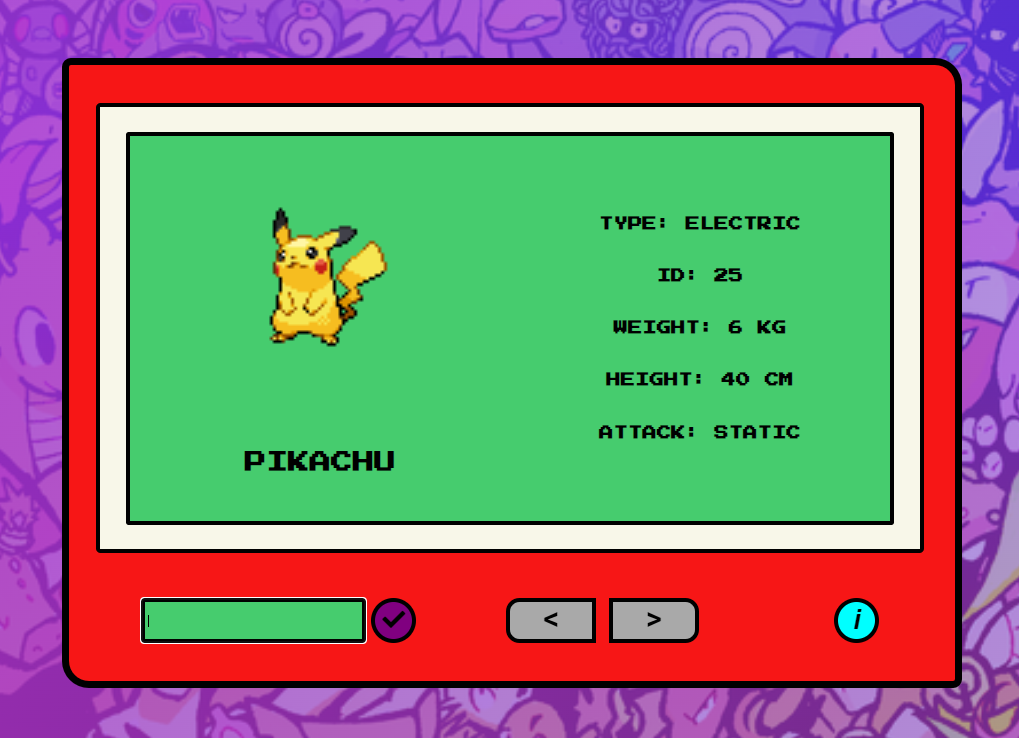 TYPE: ELECTRIC
ID: 25
WEIGHT: 6 KG
HEIGHT: 40 CM
ATTACK: STATIC
PIKACHU
< >
i